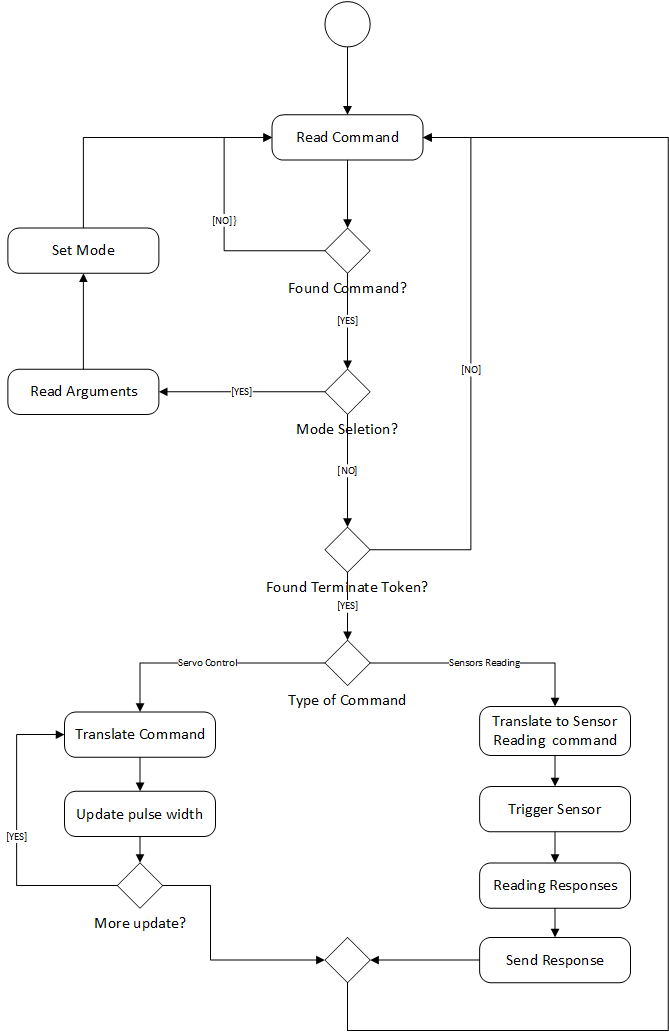 Read Command
[NO]}
Set Mode
Found Command?
[YES]
[NO]
Read Arguments
[YES]
Mode Seletion?
[NO]
Found Terminate Token?
[YES]
Servo Control
Sensors Reading
Type of Command
Translate Command
Translate to Sensor
Reading command
Update pulse width
Trigger Sensor
[YES]
More update?
Reading Responses
Send Response